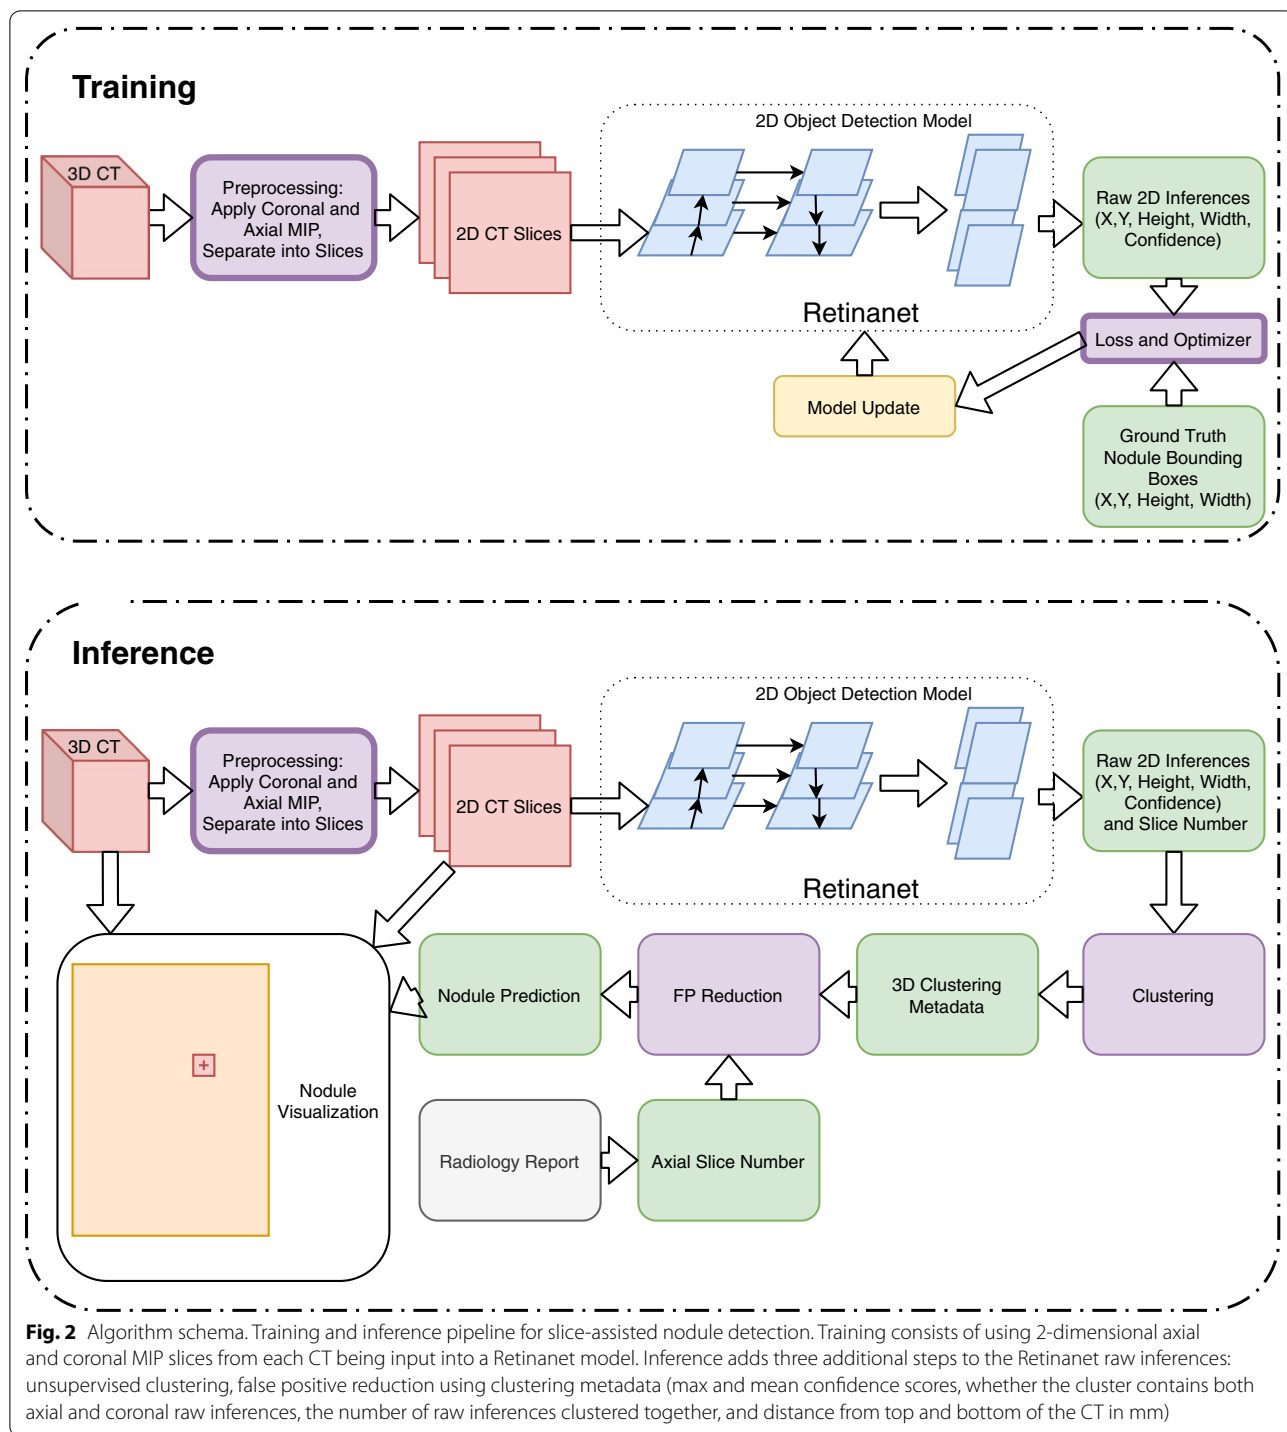 Training
3D CT
Preprocessing:
Apply Coronal and
Axial MIP,
Separate into Slices
2D CT Slices
2D Object Detection Model
Retinanet
Raw 2D Inferences
(X,Y, Height, Width,
Confidence)
Loss and Optimizer
Model Update
Ground Truth
Nodule Bounding
Boxes
(X,Y, Height, Width)
Inference
3D CT
Preprocessing:
Apply Coronal and
Axial MIP,
Separate into Slices
2D CT Slices
2D Object Detection Model
Retinanet
Raw 2D Inferences
(X,Y, Height, Width,
Confidence)
and Slice Number
Clustering
3D Clustering
Metadata
FP Reduction
Nodule Prediction
Nodule
Visualization
Radiology Report
Axial Slice Number
Fig. 2 Algorithm schema. Training and inference pipeline for slice-assisted nodule detection. Training consists of using 2-dimensional axial
and coronal MIP slices from each CT being input into a Retinanet model. Inference adds three additional steps to the Retinanet raw inferences:
unsupervised clustering, false positive reduction using clustering metadata (max and mean confidence scores, whether the cluster contains both
axial and coronal raw inferences, the number of raw inferences clustered together, and distance from top and bottom of the CT in mm)